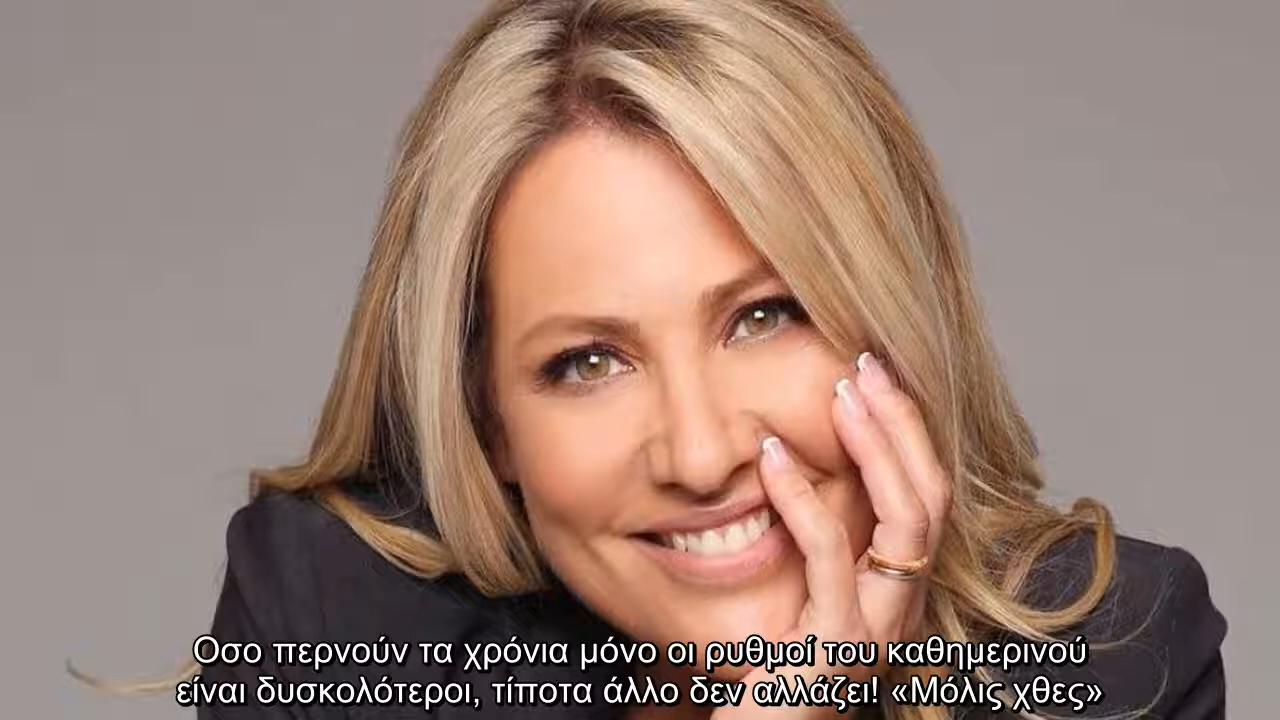 Οσο περνούν τα χρόνια μόνο οι ρυθμοί του καθημερινού
είναι δυσκολότεροι, τίποτα άλλο δεν αλλάζει! «Μόλις χθες»